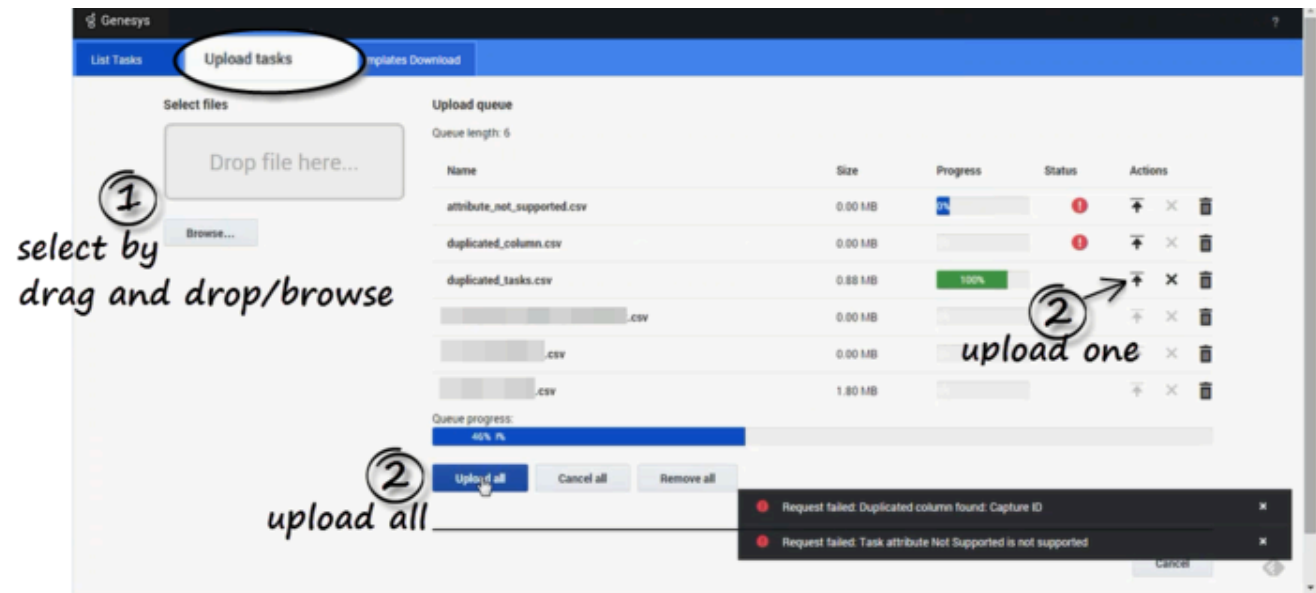 Genesys
?
List Tasks Upload tasks mplates Download
Select files
Drop file here...
Browse...
1
select by
drag and drop/browse
Upload queue
Queue length: 6
Name Size Progress Status Actions
attribute_not_supported.csv 0.00 MB 0% !
duplicated_column.csv 0.00 MB !
duplicated_tasks.csv 0.88 MB 100%
.csv 0.00 MB
.csv 0.00 MB
.csv 1.80 MB
2
upload one
Queue progress:
46%
Upload all Cancel all Remove all
2
upload all
Request failed: Duplicated column found: Capture ID ×
Request failed: Task attribute Not Supported is not supported ×
Cancel